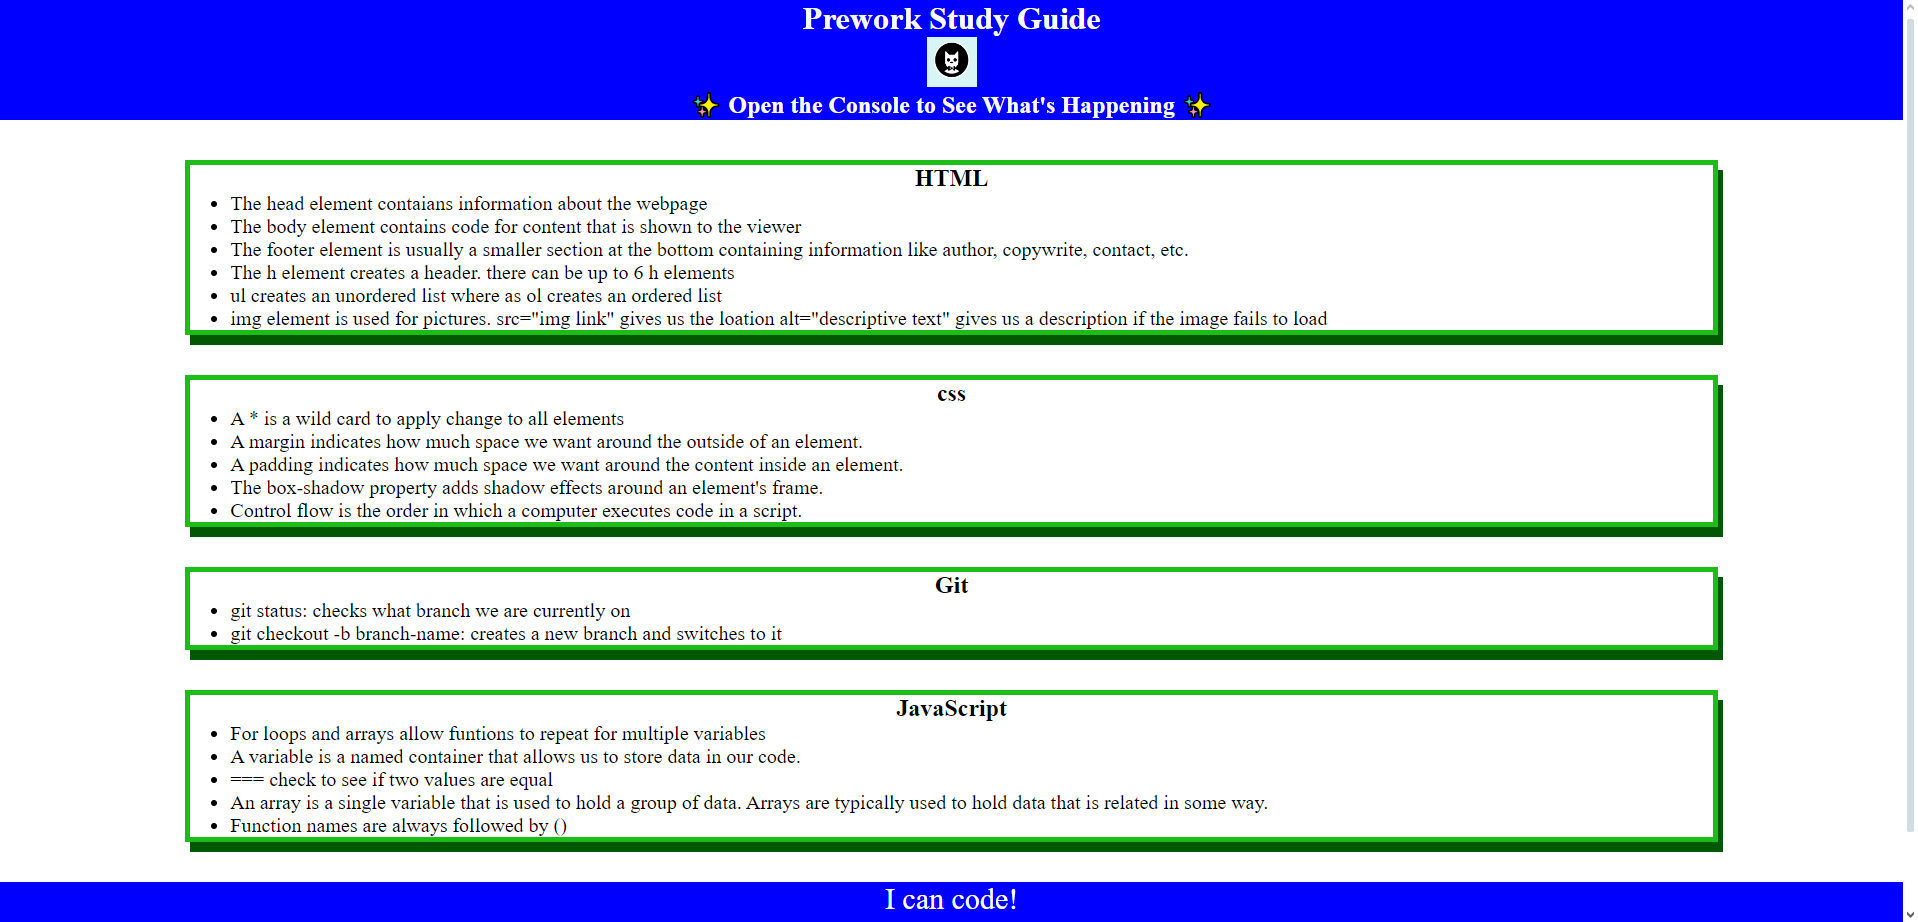 Prework Study Guide
✨ Open the Console to See What's Happening ✨
HTML
• The head element contaians information about the webpage
• The body element contains code for content that is shown to the viewer
• The footer element is usually a smaller section at the bottom containing information like author, copywrite, contact, etc.
• The h element creates a header. there can be up to 6 h elements
• ul creates an unordered list where as ol creates an ordered list
• img element is used for pictures. src="img link" gives us the loation alt="descriptive text" gives us a description if the image fails to load
css
• A * is a wild card to apply change to all elements
• A margin indicates how much space we want around the outside of an element.
• A padding indicates how much space we want around the content inside an element.
• The box-shadow property adds shadow effects around an element's frame.
• Control flow is the order in which a computer executes code in a script.
Git
• git status: checks what branch we are currently on
• git checkout -b branch-name: creates a new branch and switches to it
JavaScript
• For loops and arrays allow funtions to repeat for multiple variables
• A variable is a named container that allows us to store data in our code.
• === check to see if two values are equal
• An array is a single variable that is used to hold a group of data. Arrays are typically used to hold data that is related in some way.
• Function names are always followed by ()
I can code!